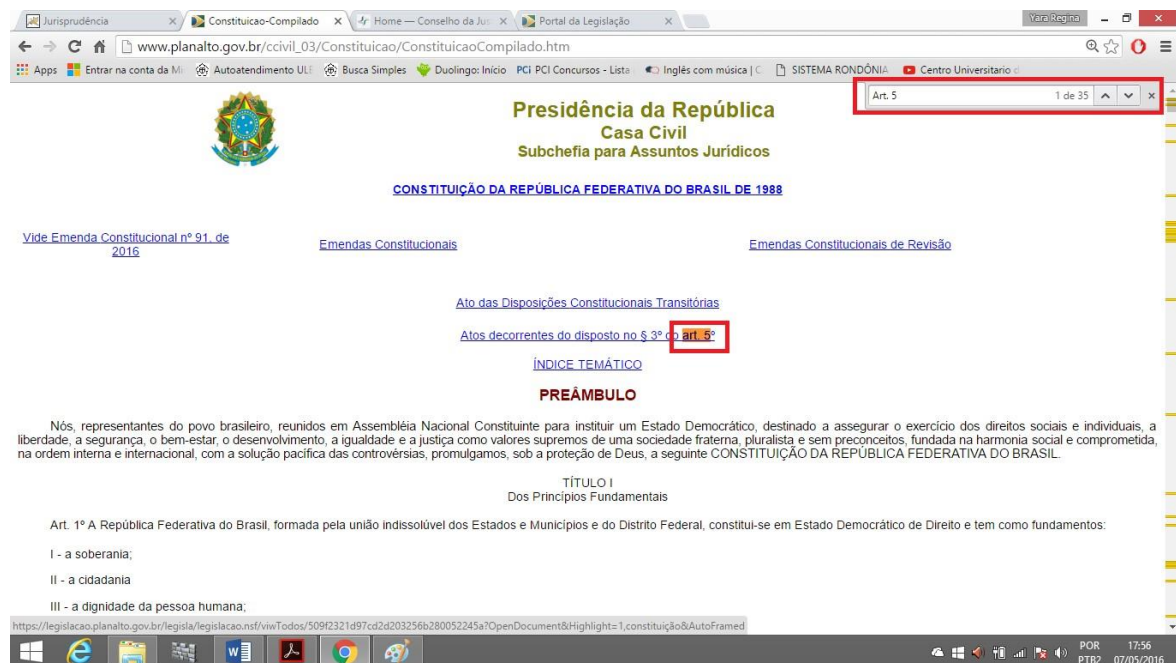 Jurisprudência
Constituicao-Compilado
Home — Conselho da Jus
Portal da Legislação
Yara Regina
www.planalto.gov.br/ccivil_03/Constituicao/ConstituicaoCompilado.htm
Apps
Entrar na conta da Mi
Autoatendimento ULE
Busca Simples
Duolingo: Início
PCI PCI Concursos - Lista
Inglês com música | C
SISTEMA RONDÔNIA
Centro Universitario d
Art. 5 1 de 35
Presidência da República
Casa Civil
Subchefia para Assuntos Jurídicos
CONSTITUIÇÃO DA REPÚBLICA FEDERATIVA DO BRASIL DE 1988
Vide Emenda Constitucional nº 91, de
2016
Emendas Constitucionais
Emendas Constitucionais de Revisão
Ato das Disposições Constitucionais Transitórias
Atos decorrentes do disposto no § 3º do art. 5º
ÍNDICE TEMÁTICO
PREÂMBULO
Nós, representantes do povo brasileiro, reunidos em Assembléia Nacional Constituinte para instituir um Estado Democrático, destinado a assegurar o exercício dos direitos sociais e individuais, a
liberdade, a segurança, o bem-estar, o desenvolvimento, a igualdade e a justiça como valores supremos de uma sociedade fraterna, pluralista e sem preconceitos, fundada na harmonia social e comprometida,
na ordem interna e internacional, com a solução pacífica das controvérsias, promulgamos, sob a proteção de Deus, a seguinte CONSTITUIÇÃO DA REPÚBLICA FEDERATIVA DO BRASIL.
TÍTULO I
Dos Princípios Fundamentais
Art. 1º A República Federativa do Brasil, formada pela união indissolúvel dos Estados e Municípios e do Distrito Federal, constitui-se em Estado Democrático de Direito e tem como fundamentos:
I - a soberania;
II - a cidadania
III - a dignidade da pessoa humana;
https://legislacao.planalto.gov.br/legisla/legislacao.nsf/viwTodos/509f2321d97cd2d203256b280052245a?OpenDocument&Highlight=1,constituição&AutoFramed
POR 17:56
PTB2 07/05/2016